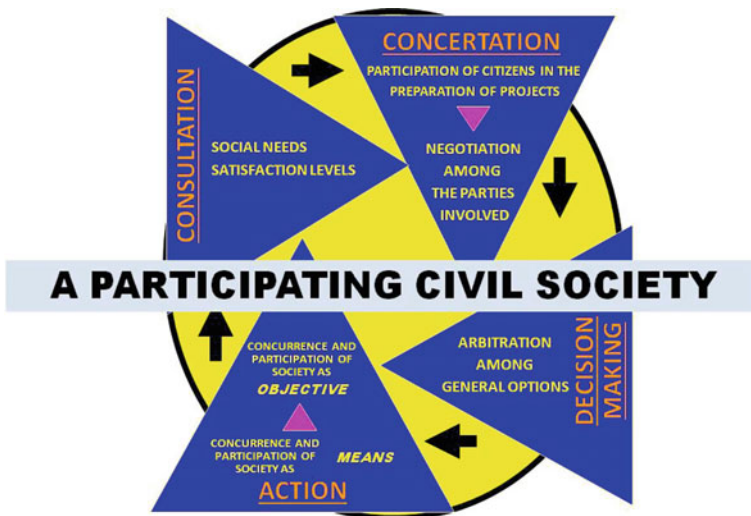 CONCERTATION
PARTICIPATION OF CITIZENS IN THE
PREPARATION OF PROJECTS
NEGOTIATION
AMONG
THE PARTIES
INVOLVED
CONSULTATION
SOCIAL NEEDS
SATISFACTION LEVELS
A PARTICIPATING CIVIL SOCIETY
DECISION
MAKING
ARBITRATION
AMONG
GENERAL OPTIONS
CONCURRENCE AND
PARTICIPATION OF
SOCIETY AS
OBJECTIVE
CONCURRENCE AND
PARTICIPATION OF
SOCIETY AS
MEANS
ACTION